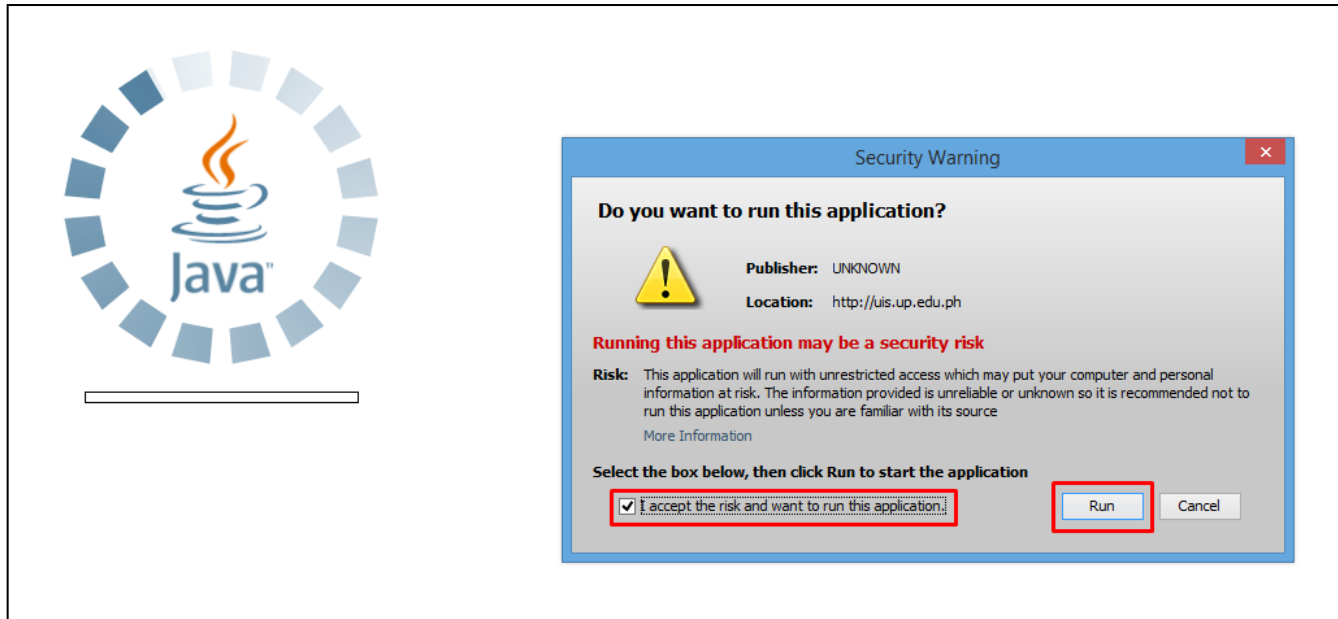 Java™
Security Warning
Do you want to run this application?
Publisher: UNKNOWN
Location: http://uis.up.edu.ph
Running this application may be a security risk
Risk: This application will run with unrestricted access which may put your computer and personal
information at risk. The information provided is unreliable or unknown so it is recommended not to
run this application unless you are familiar with its source
More Information
Select the box below, then click Run to start the application
I accept the risk and want to run this application.
Run Cancel